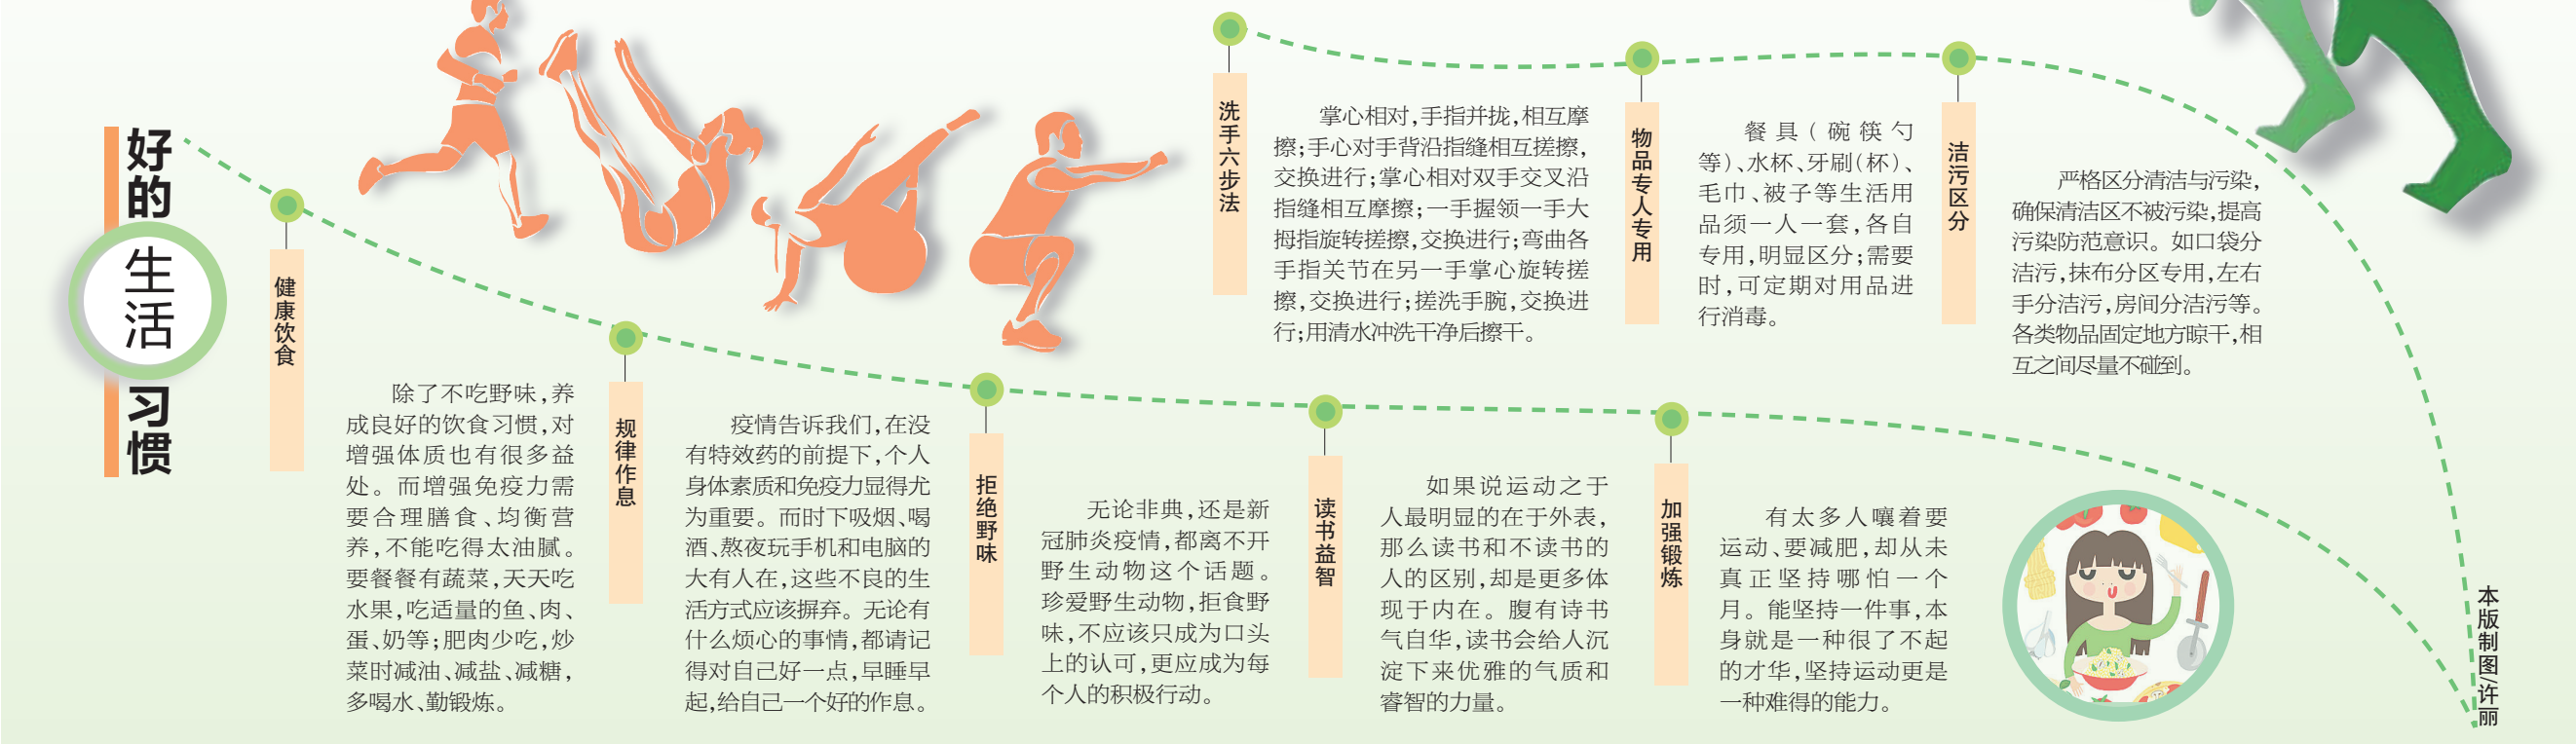 好的
生活
习惯
健康饮食
除了不吃野味,养
成良好的饮食习惯,对
增强体质也有很多益
处。而增强免疫力需
要合理膳食、均衡营
养,不能吃得太油腻。
要餐餐有蔬菜,天天吃
水果,吃适量的鱼、肉、
蛋、奶等;肥肉少吃,炒
菜时减油、减盐、减糖,
多喝水、勤锻炼。
规律作息
疫情告诉我们,在没
有特效药的前提下,个人
身体素质和免疫力显得尤
为重要。而时下吸烟、喝
酒、熬夜玩手机和电脑的
大有人在,这些不良的生
活方式应该摒弃。无论有
什么烦心的事情,都请记
得对自己好一点,早睡早
起,给自己一个好的作息。
拒绝野味
无论非典,还是新
冠肺炎疫情,都离不开
野生动物这个话题。
珍爱野生动物,拒食野
味,不应该只成为口头
上的认可,更应成为每
个人的积极行动。
读书益智
如果说运动之于
人最明显的在于外表,
那么读书和不读书的
人的区别,却是更多体
现于内在。腹有诗书
气自华,读书会给人沉
淀下来优雅的气质和
睿智的力量。
加强锻炼
有太多人嚷着要
运动、要减肥,却从未
真正坚持哪怕一个
月。能坚持一件事,本
身就是一种很了不起
的才华,坚持运动更是
一种难得的能力。
洗手六步法
掌心相对,手指并拢,相互摩
擦;手心对手背沿指缝相互搓擦,
交换进行;掌心相对双手交叉沿
指缝相互摩擦;一手握领一手大
拇指旋转搓擦,交换进行;弯曲各
手指关节在另一手掌心旋转搓
擦,交换进行;搓洗手腕,交换进
行;用清水冲洗干净后擦干。
物品专人专用
餐具(碗筷勺
等)、水杯、牙刷(杯)、
毛巾、被子等生活用
品须一人一套,各自
专用,明显区分;需要
时,可定期对用品进
行消毒。
洁污区分
严格区分清洁与污染,
确保清洁区不被污染,提高
污染防范意识。如口袋分
洁污,抹布分区专用,左右
手分洁污,房间分洁污等。
各类物品固定地方晾干,相
互之间尽量不碰到。
本版制图/许丽